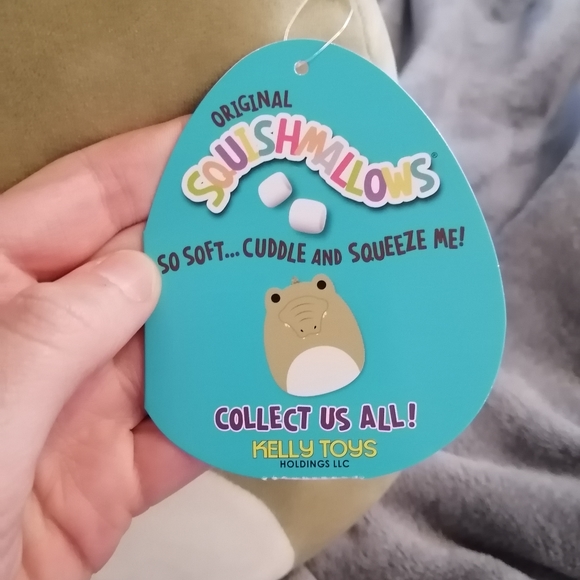 ORIGINAL
SQUISHMALLOWS®
SO SOFT... CUDDLE AND SQUEEZE ME!
COLLECT US ALL!
KELLY TOYS
HOLDINGS LLC